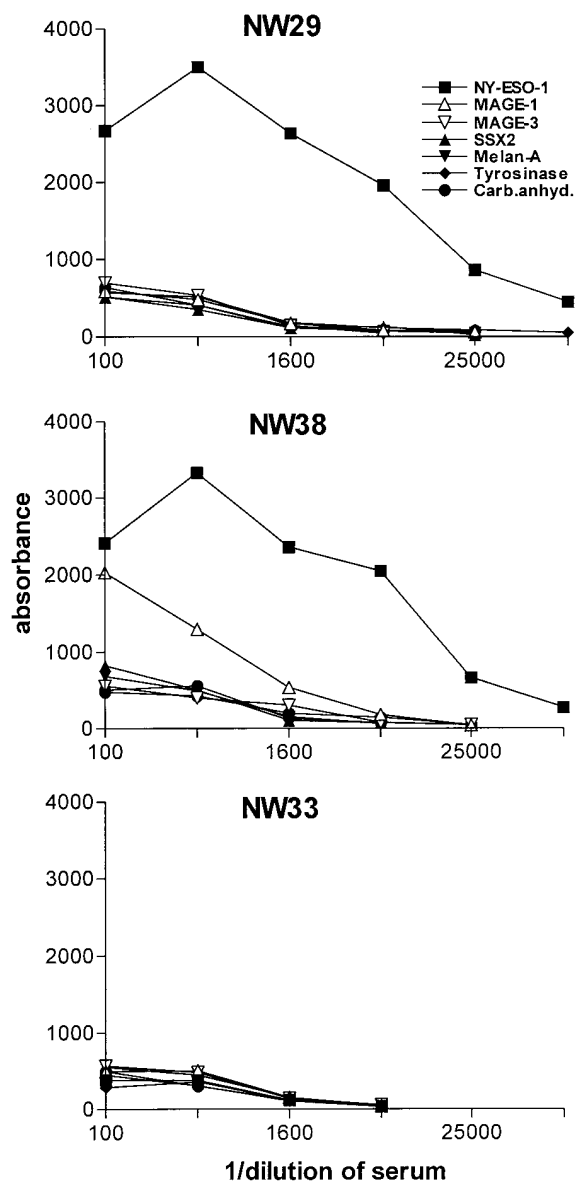 NW29
4000
3000
2000
1000
0
100
1600
25000
NY-ESO-1
MAGE-1
MAGE-3
SSX2
Melan-A
Tyrosinase
Carb.anhyd.
NW38
4000
3000
2000
1000
0
100
1600
25000
absorbance
NW33
4000
3000
2000
1000
0
100
1600
25000
1/dilution of serum